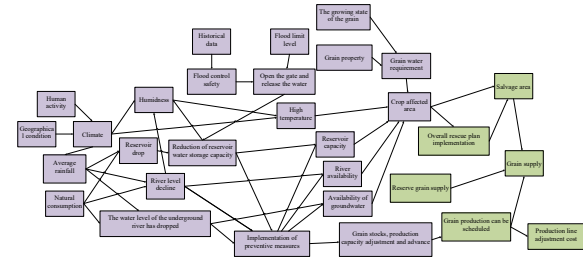 The growing state
of the grain
Historical
data
Flood limit
level
Grain property
Grain water
requirement
Flood control
safety
Open the gate and
release the water
Human
activity
Humidness
Salvage area
Geographica
l condition
Climate
High
temperature
Crop affected
area
Reservoir
drop
Reduction of reservoir
water storage capacity
Reservoir
capacity
Overall rescue plan
implementation
Average
rainfall
Grain supply
River level
decline
River
availability
Reserve grain supply
Natural
consumption
Availability of
groundwater
The water level of the underground
river has dropped
Grain production can be
scheduled
Implementation of
preventive measures
Grain stocks, production
capacity adjustment and advance
Production line
adjustment cost